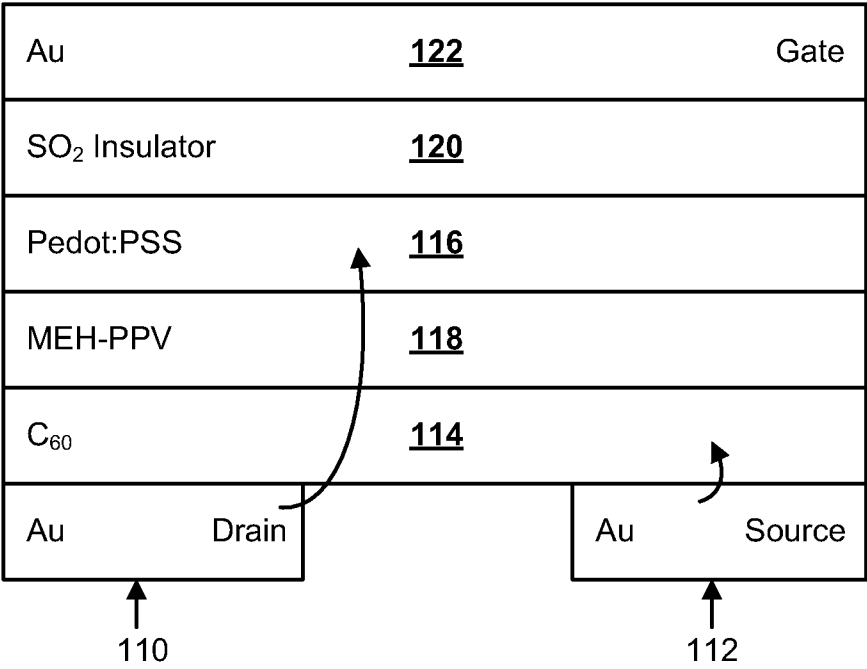 Au 122 Gate
SO₂ Insulator 120
Pedot:PSS 116
MEH-PPV 118
C₆₀ 114
Au Drain Au Source
110 112